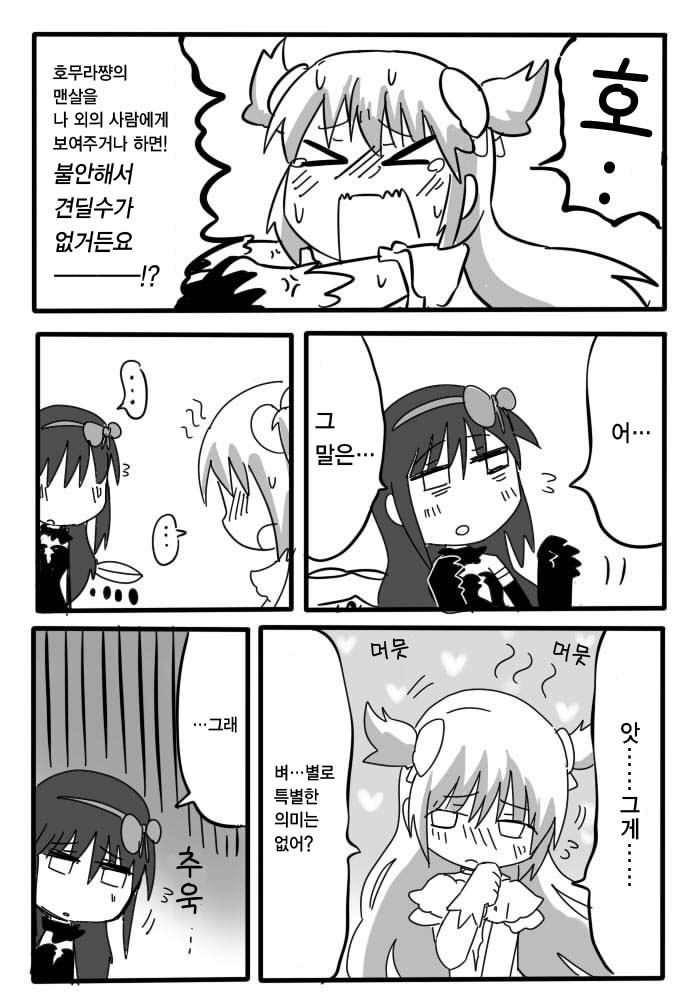 호‥
호무라쨩의
맨살을
나 외의 사람에게
보여주거나 하면!
불안해서
견딜수가
없거든요
――――!?
어…
그
말은…
…
…
앗……그게……
머뭇
머뭇
벼…별로
특별한
의미는
없어?
…그래
추욱…